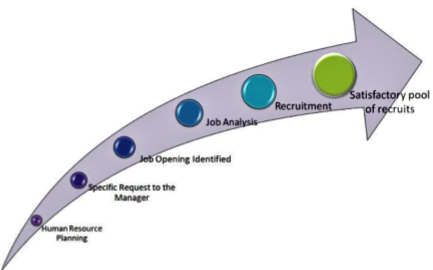 Satisfactory pool
of recruits
Recruitment
Job Analysis
Job Opening Identified
Specific Request to the
Manager
Human Resource
Planning